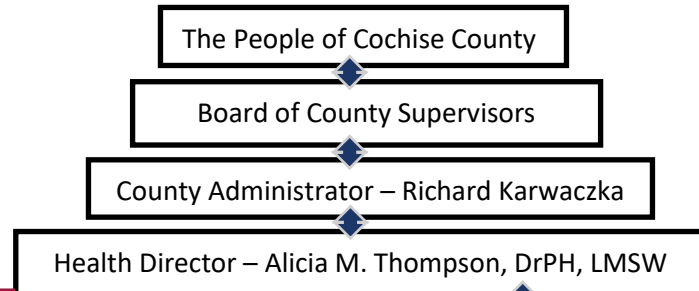 The People of Cochise County
Board of County Supervisors
County Administrator – Richard Karwaczka
Health Director – Alicia M. Thompson, DrPH, LMSW